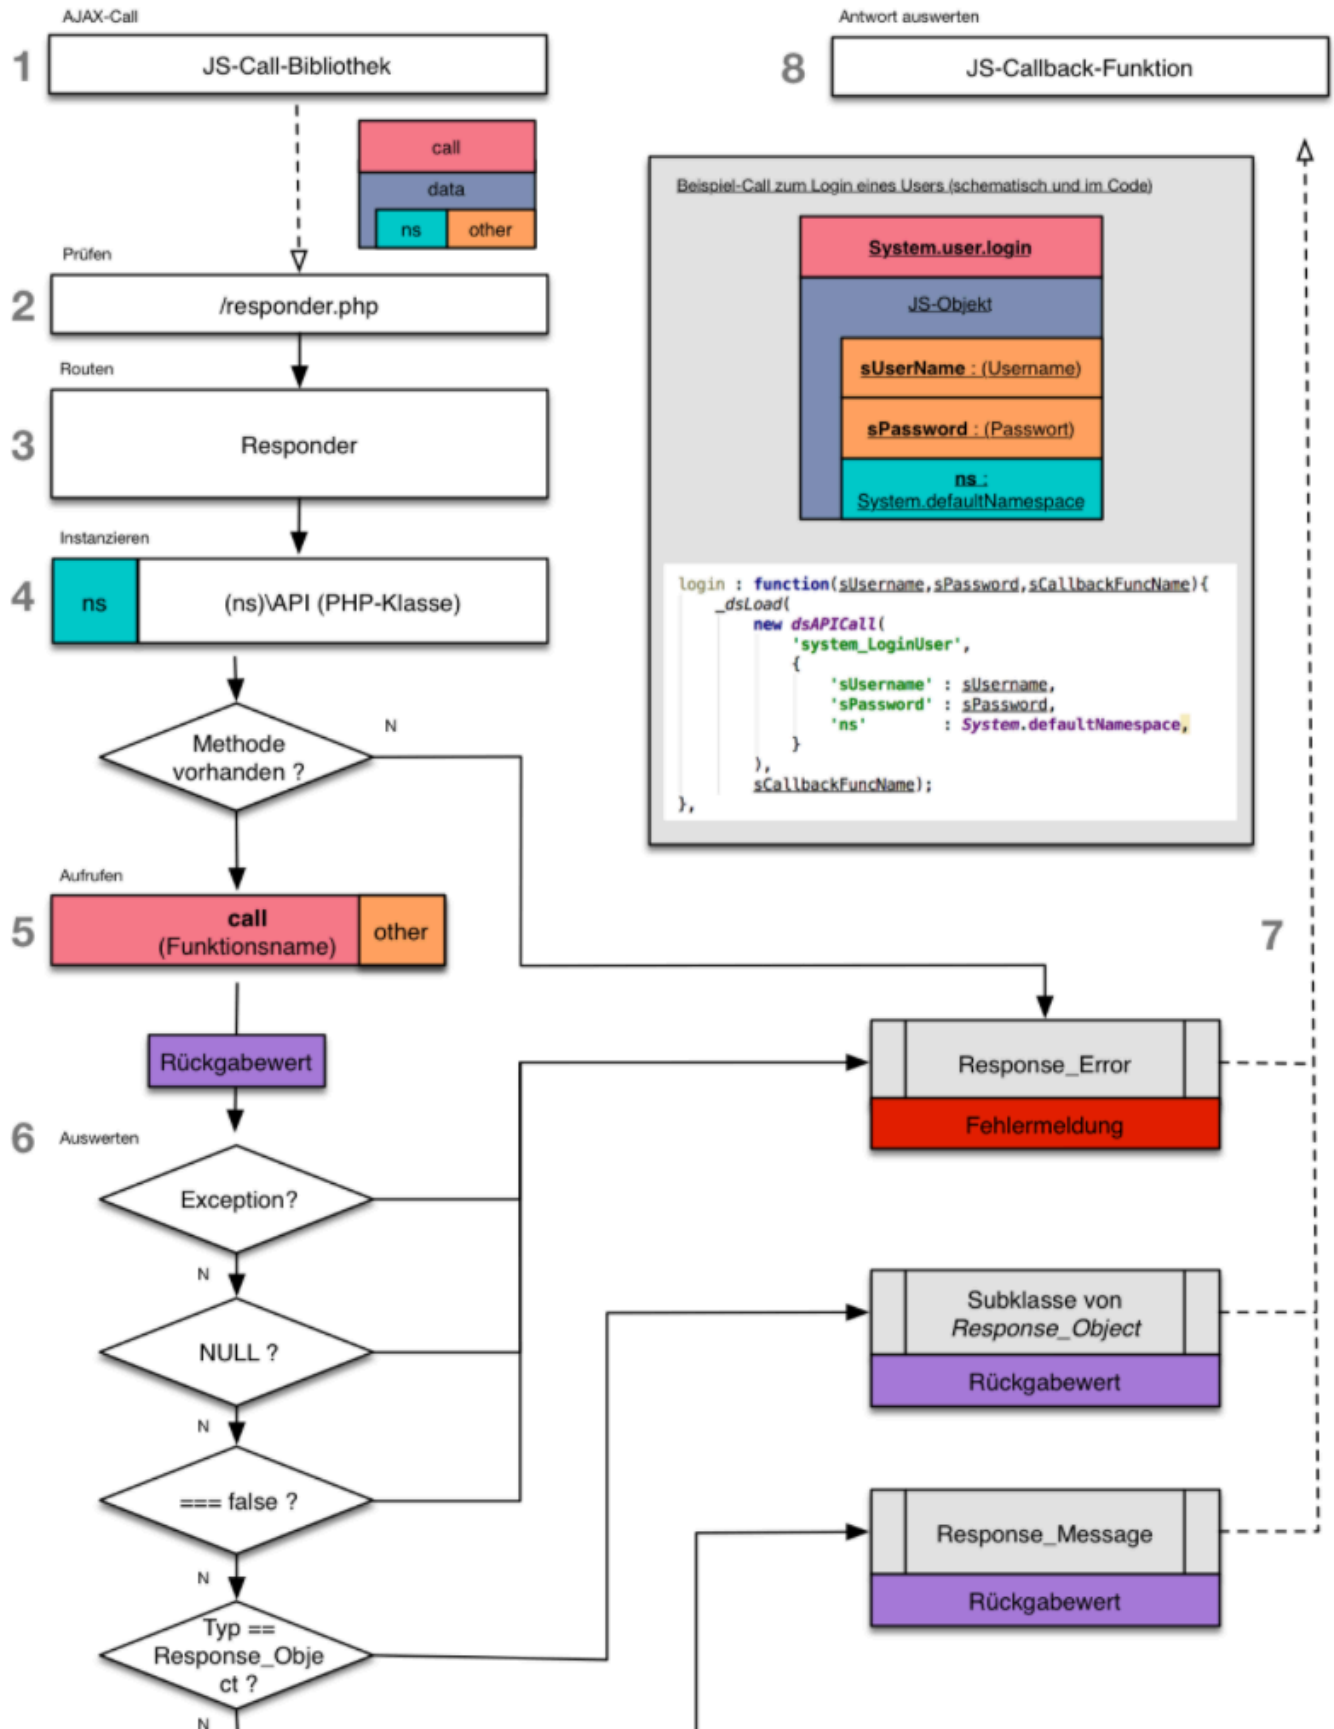 AJAX-Call
1
JS-Call-Bibliothek
call
data
ns
other
Prüfen
2
/responder.php
Routen
3
Responder
Instanzieren
4
ns
(ns)\API (PHP-Klasse)
Methode
vorhanden ?
N
Aufrufen
5
call
(Funktionsname)
other
Rückgabewert
6
Auswerten
Exception?
N
NULL ?
N
=== false ?
N
Typ ==
Response_Obje
ct ?
N
Antwort auswerten
8
JS-Callback-Funktion
Beispiel-Call zum Login eines Users (schematisch und im Code)
System.user.login
JS-Objekt
sUserName : (Username)
sPassword : (Passwort)
ns :
System.defaultNamespace
login : function(sUsername,sPassword,sCallbackFuncName){
_dsLoad(
new dsAPICall(
'system_LoginUser',
{
'sUsername' : sUsername,
'sPassword' : sPassword,
'ns' : System.defaultNamespace,
}
),
sCallbackFuncName);
},
7
Response_Error
Fehlermeldung
Subklasse von
Response_Object
Rückgabewert
Response_Message
Rückgabewert